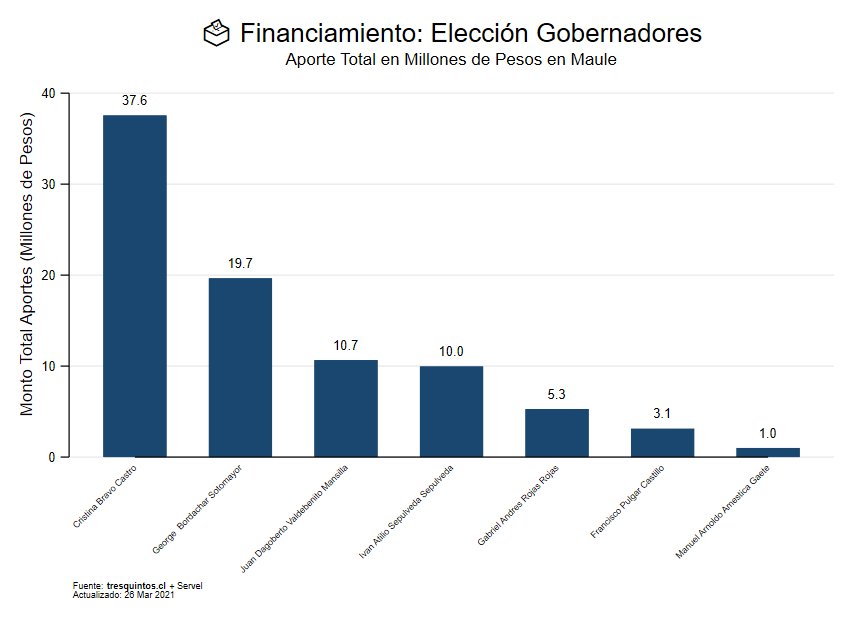 Financiamiento: Elección Gobernadores
Aporte Total en Millones de Pesos en Maule
Monto Total Aportes (Millones de Pesos)
40
30
20
10
0
37.6
19.7
10.7
10.0
5.3
3.1
1.0
Cristina Bravo Castro
George Bordachar Sotomayor
Juan Dagoberto Valdebenito Mansilla
Ivan Atilio Sepulveda Sepulveda
Gabriel Andres Rojas Rojas
Francisco Pulgar Castillo
Manuel Arnoldo Amestica Gaete
Fuente: tresquintos.cl + Servel
Actualizado: 26 Mar 2021